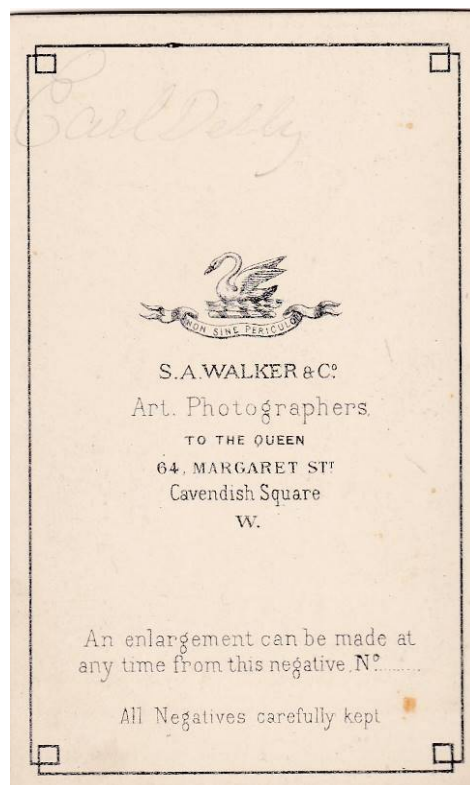 Earl Derby
NON SINE PERICULO
S.A.WALKER & Cº
Art. Photographers,
TO THE QUEEN
64, MARGARET STᵀ
Cavendish Square
W.
An enlargement can be made at
any time from this negative, Nº.........
All Negatives carefully kept